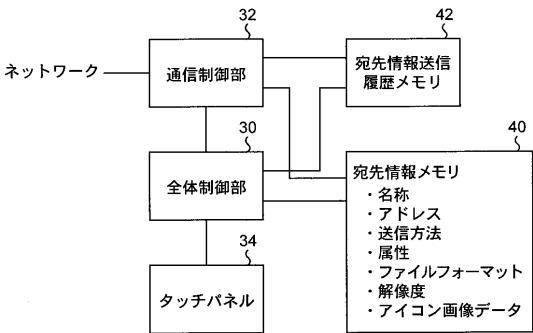 32
42
ネットワーク
通信制御部
宛先情報送信
履歴メモリ
30
40
全体制御部
宛先情報メモリ
・名称
・アドレス
・送信方法
・属性
・ファイルフォーマット
・解像度
・アイコン画像データ
34
タッチパネル